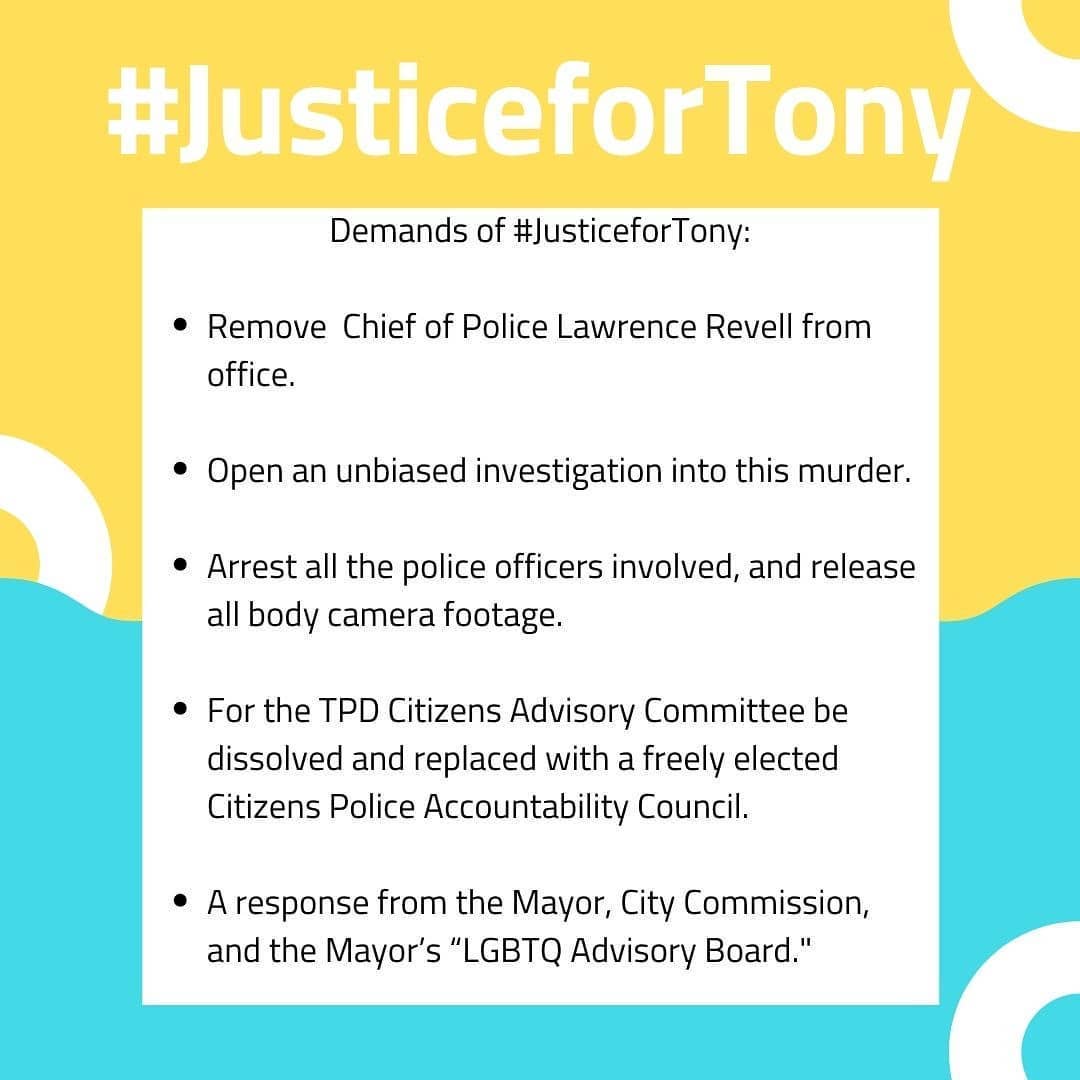 #JusticeforTony
Demands of #JusticeforTony:
• Remove  Chief of Police Lawrence Revell from
office.
• Open an unbiased investigation into this murder.
• Arrest all the police officers involved, and release
all body camera footage.
• For the TPD Citizens Advisory Committee be
dissolved and replaced with a freely elected
Citizens Police Accountability Council.
• A response from the Mayor, City Commission,
and the Mayor’s “LGBTQ Advisory Board."